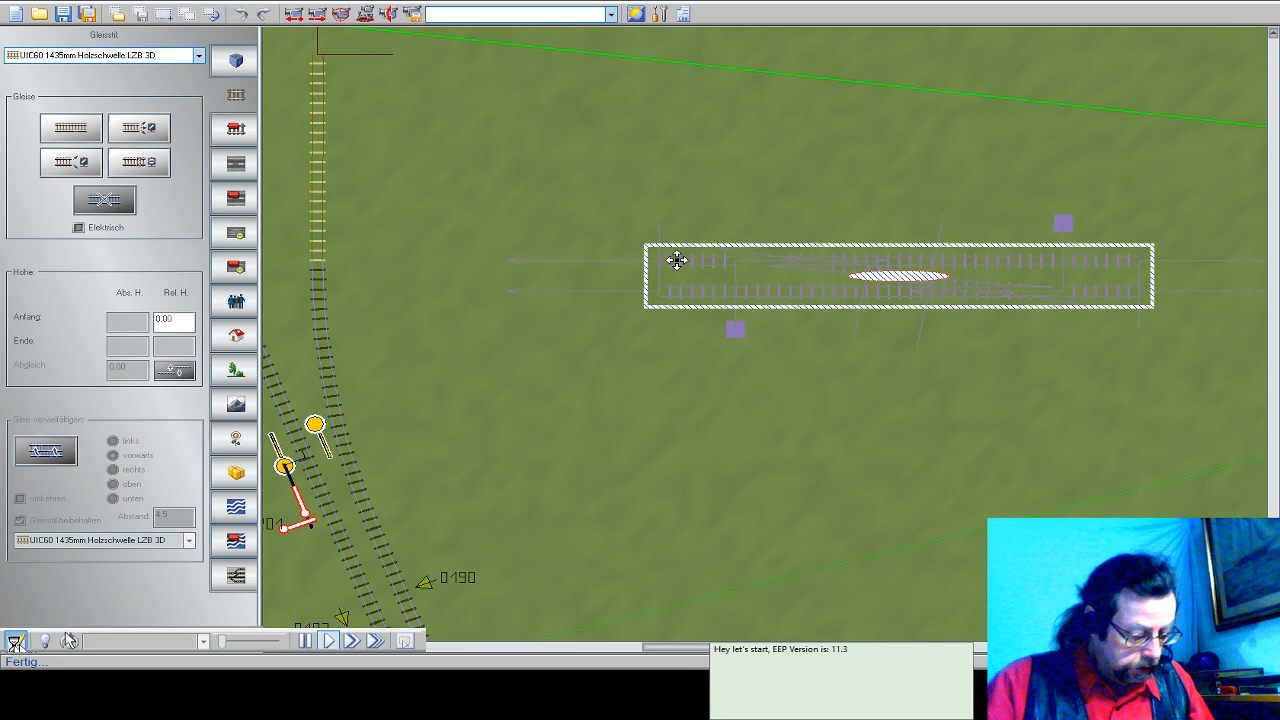 Gleisstil
UIC60 1435mm Holzschwelle LZB 3D
Gleise
Elektrisch
Höhe:
Abs. H. Rel. H.
Anfang: 0.00
Ende:
Abgleich: 0.00
Gleis vervielfältigen:
links
vorwärts
rechts
oben
umkehren
unten
Gleisstil beibehalten
Abstand: 4.5
UIC60 1435mm Holzschwelle LZB 3D
0190
Fertig...
Hey let's start, EEP Version is: 11.3